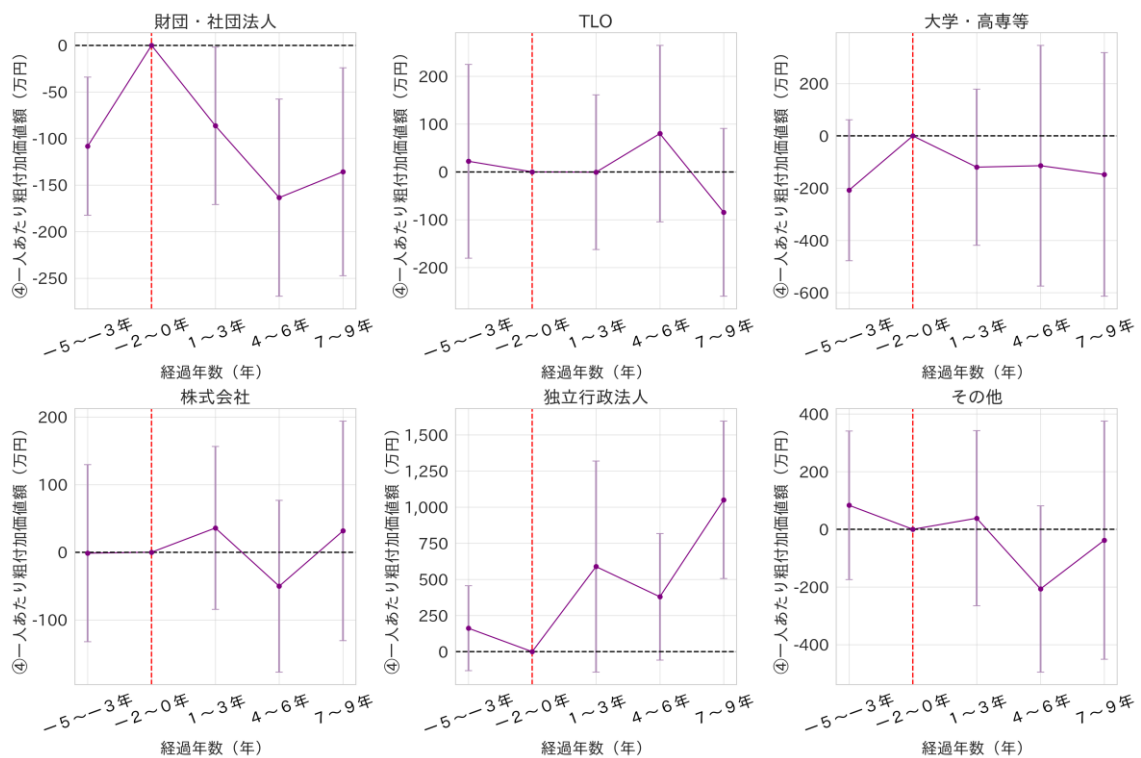 財団・社団法人
④一人あたり粗付加価値額（万円）
0
-50
-100
-150
-200
-250
－5～－3年
－2～0年
1～3年
4～6年
7～9年
経過年数（年）
TLO
④一人あたり粗付加価値額（万円）
200
100
0
-100
-200
－5～－3年
－2～0年
1～3年
4～6年
7～9年
経過年数（年）
大学・高専等
④一人あたり粗付加価値額（万円）
200
0
-200
-400
-600
－5～－3年
－2～0年
1～3年
4～6年
7～9年
経過年数（年）
株式会社
④一人あたり粗付加価値額（万円）
200
100
0
-100
－5～－3年
－2～0年
1～3年
4～6年
7～9年
経過年数（年）
独立行政法人
④一人あたり粗付加価値額（万円）
1,500
1,250
1,000
750
500
250
0
－5～－3年
－2～0年
1～3年
4～6年
7～9年
経過年数（年）
その他
④一人あたり粗付加価値額（万円）
400
200
0
-200
-400
－5～－3年
－2～0年
1～3年
4～6年
7～9年
経過年数（年）